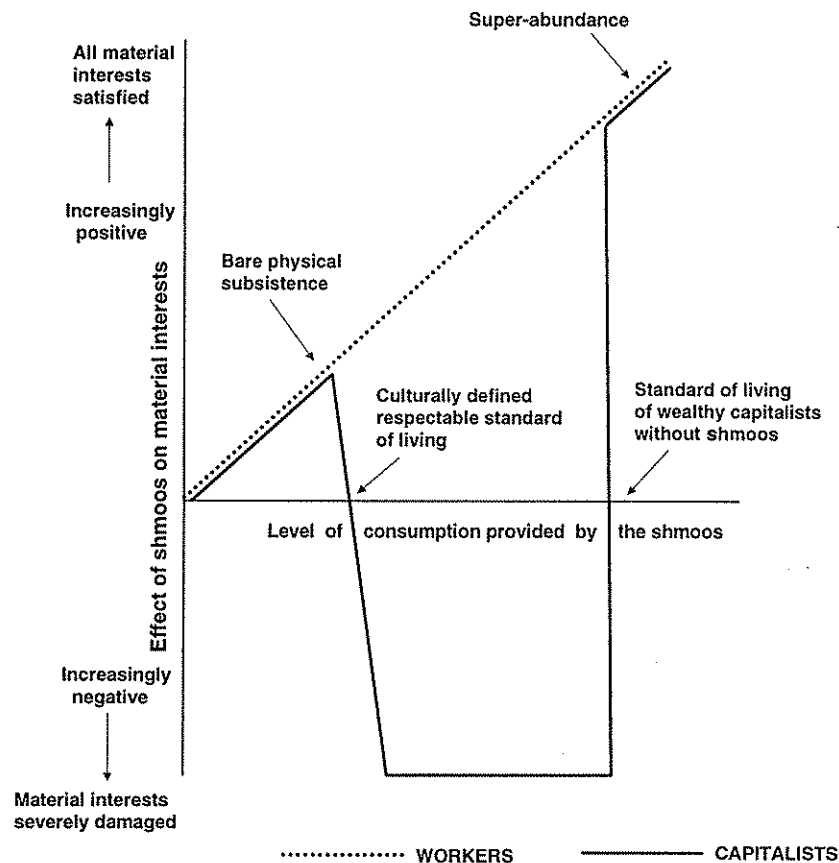 Super-abundance
All material
interests
satisfied
Increasingly
positive
Bare physical
subsistence
Effect of shmoos on material interests
Culturally defined
respectable standard
of living
Standard of living
of wealthy capitalists
without shmoos
Level of consumption provided by the shmoos
Increasingly
negative
Material interests
severely damaged
WORKERS
CAPITALISTS